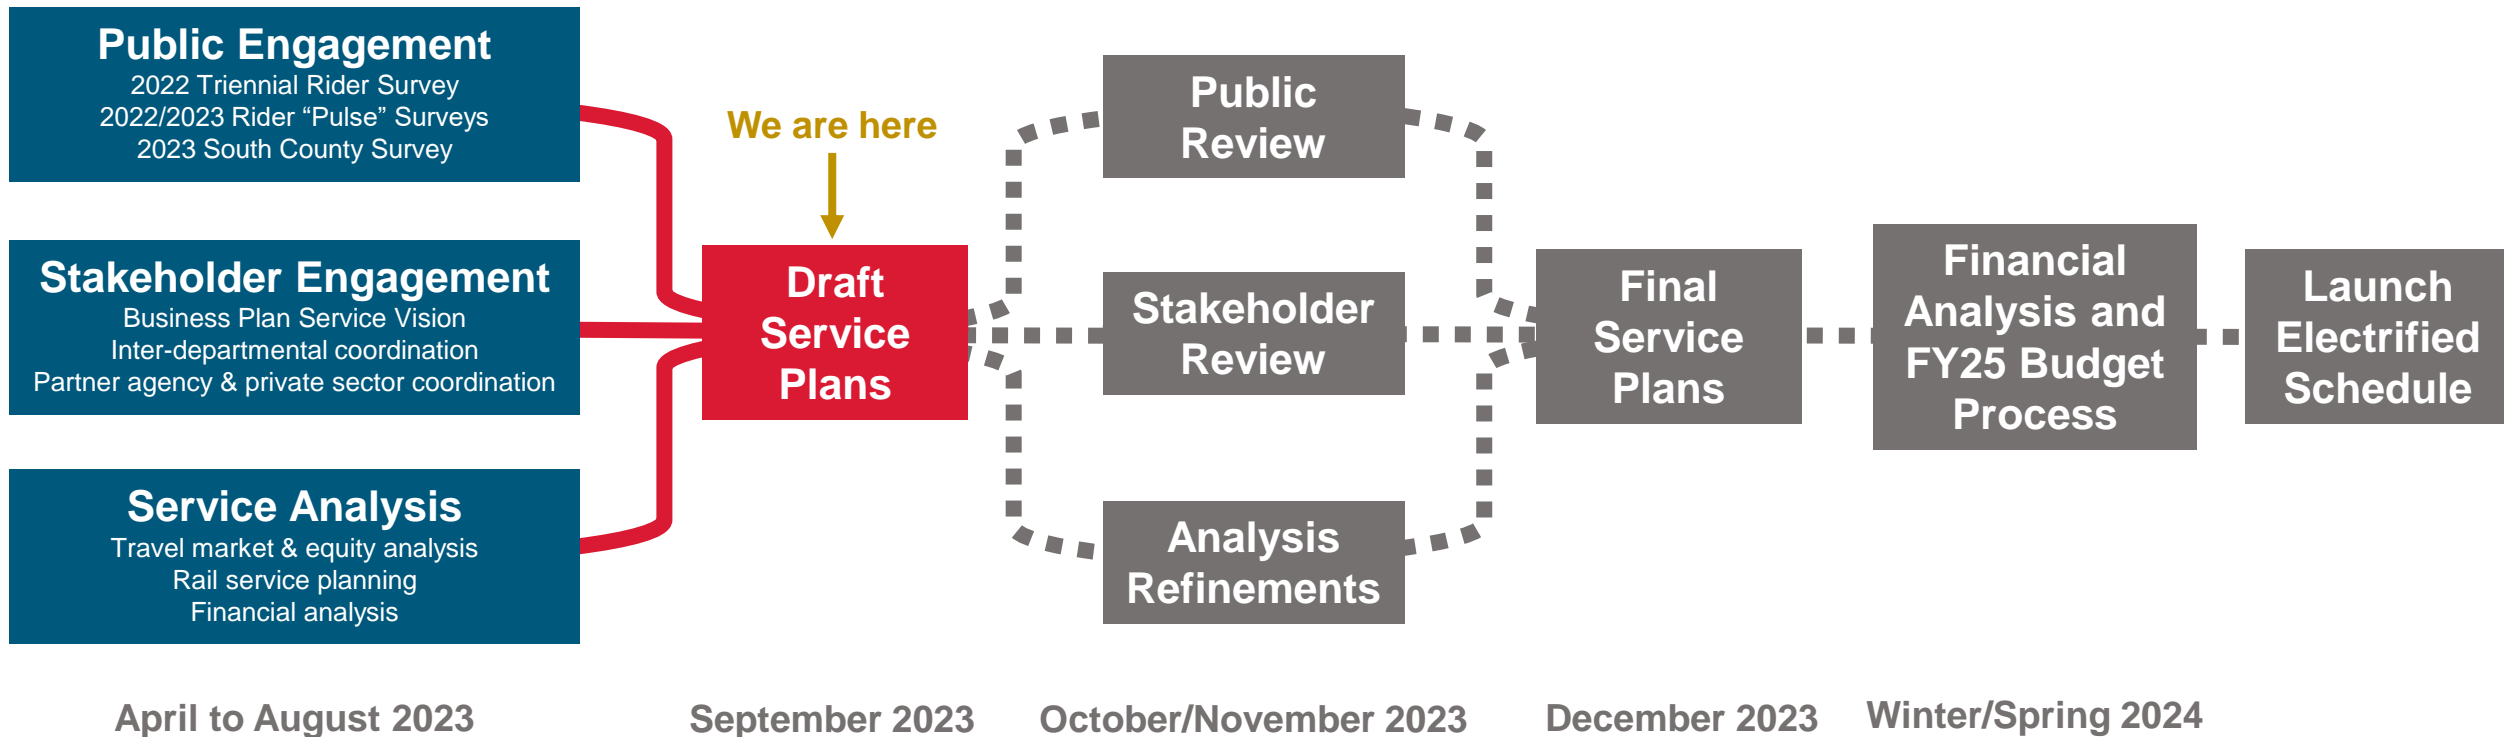 Public Engagement
2022 Triennial Rider Survey
2022/2023 Rider “Pulse” Surveys
2023 South County Survey
Stakeholder Engagement
Business Plan Service Vision
Inter-departmental coordination
Partner agency & private sector coordination
Service Analysis
Travel market & equity analysis
Rail service planning
Financial analysis
April to August 2023
We are here
Draft
Service
Plans
September 2023
Public
Review
Stakeholder
Review
Analysis
Refinements
October/November 2023
Final
Service
Plans
December 2023
Financial
Analysis and
FY25 Budget
Process
Winter/Spring 2024
Launch
Electrified
Schedule